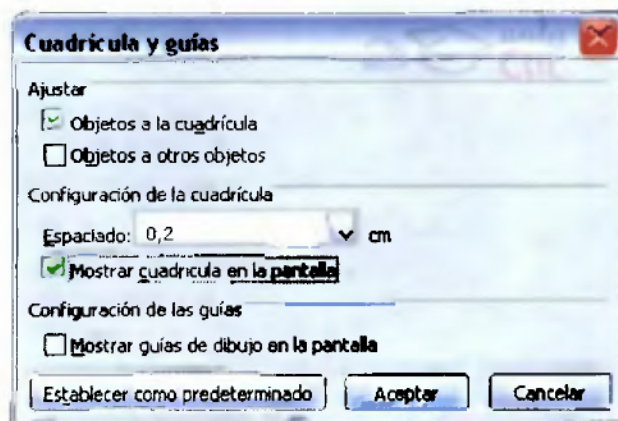 Cuadrícula y guías
Ajustar
Objetos a la cuadrícula
Objetos a otros objetos
Configuración de la cuadrícula
Espaciado: 0,2 cm
Mostrar cuadrícula en la pantalla
Configuración de las guías
Mostrar guías de dibujo en la pantalla
Establecer como predeterminado Aceptar Cancelar